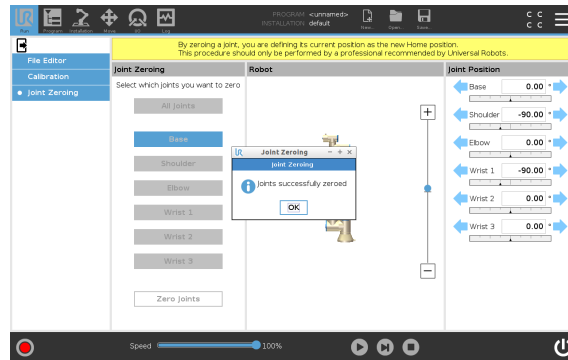 PROGRAM <unnamed>
INSTALLATION default
New... Open... Save...
C C
C C
Run Program Installation Move I/O Log
By zeroing a joint, you are defining its current position as the new Home position.
This procedure should only be performed by a professional recommended by Universal Robots.
File Editor
Calibration
Joint Zeroing
Joint Zeroing
Select which joints you want to zero
All Joints
Base
Shoulder
Elbow
Wrist 1
Wrist 2
Wrist 3
Zero Joints
Robot
Joint Zeroing
Joint Zeroing
Joints successfully zeroed
OK
Joint Position
Base 0.00 °
Shoulder -90.00 °
Elbow 0.00 °
Wrist 1 -90.00 °
Wrist 2 0.00 °
Wrist 3 0.00 °
Speed 100%